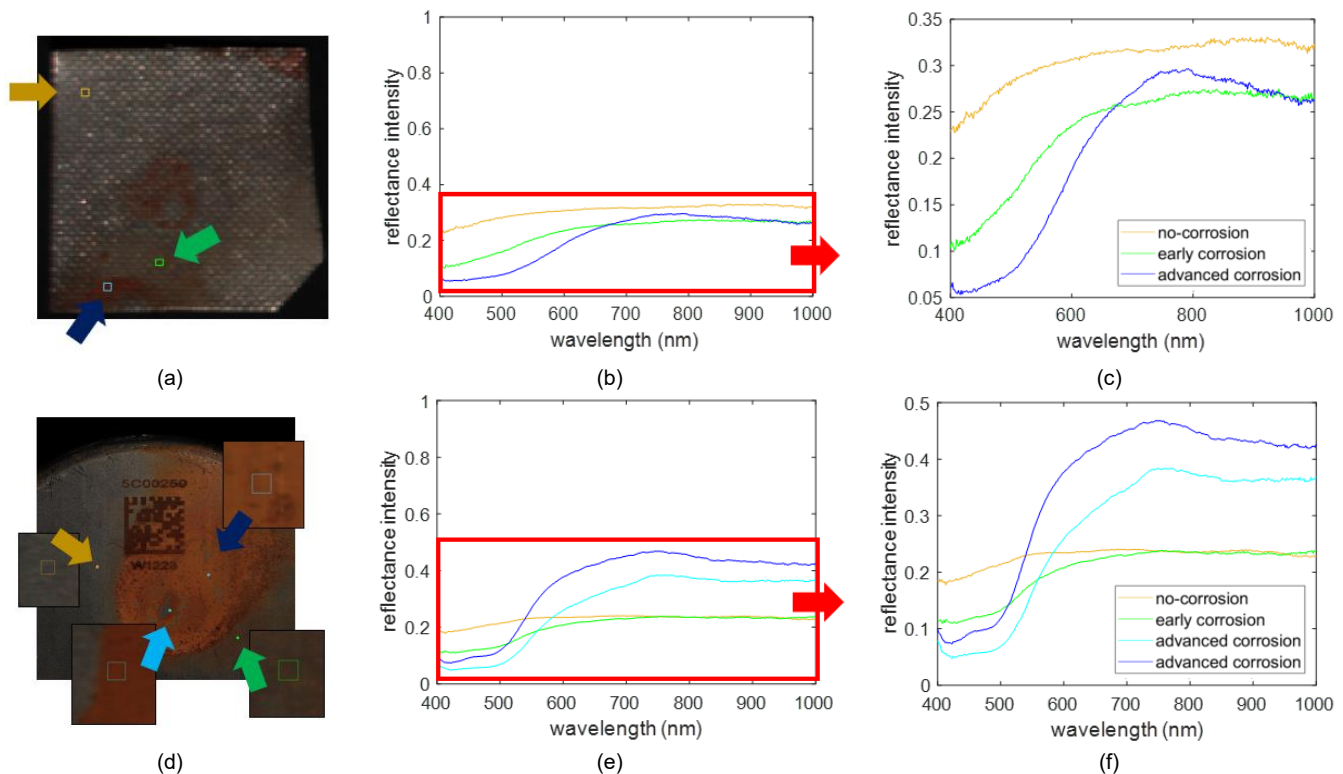 1
0.8
0.6
0.4
0.2
0
400 500 600 700 800 900 1000
reflectance intensity
wavelength (nm)
0.35
0.3
0.25
0.2
0.15
0.1
0.05
400 600 800 1000
reflectance intensity
wavelength (nm)
no-corrosion
early corrosion
advanced corrosion
(a)
(b)
(c)
5C00250
W1225
1
0.8
0.6
0.4
0.2
0
400 500 600 700 800 900 1000
reflectance intensity
wavelength (nm)
0.5
0.4
0.3
0.2
0.1
0
400 500 600 700 800 900 1000
reflectance intensity
wavelength (nm)
no-corrosion
early corrosion
advanced corrosion
advanced corrosion
(d)
(e)
(f)